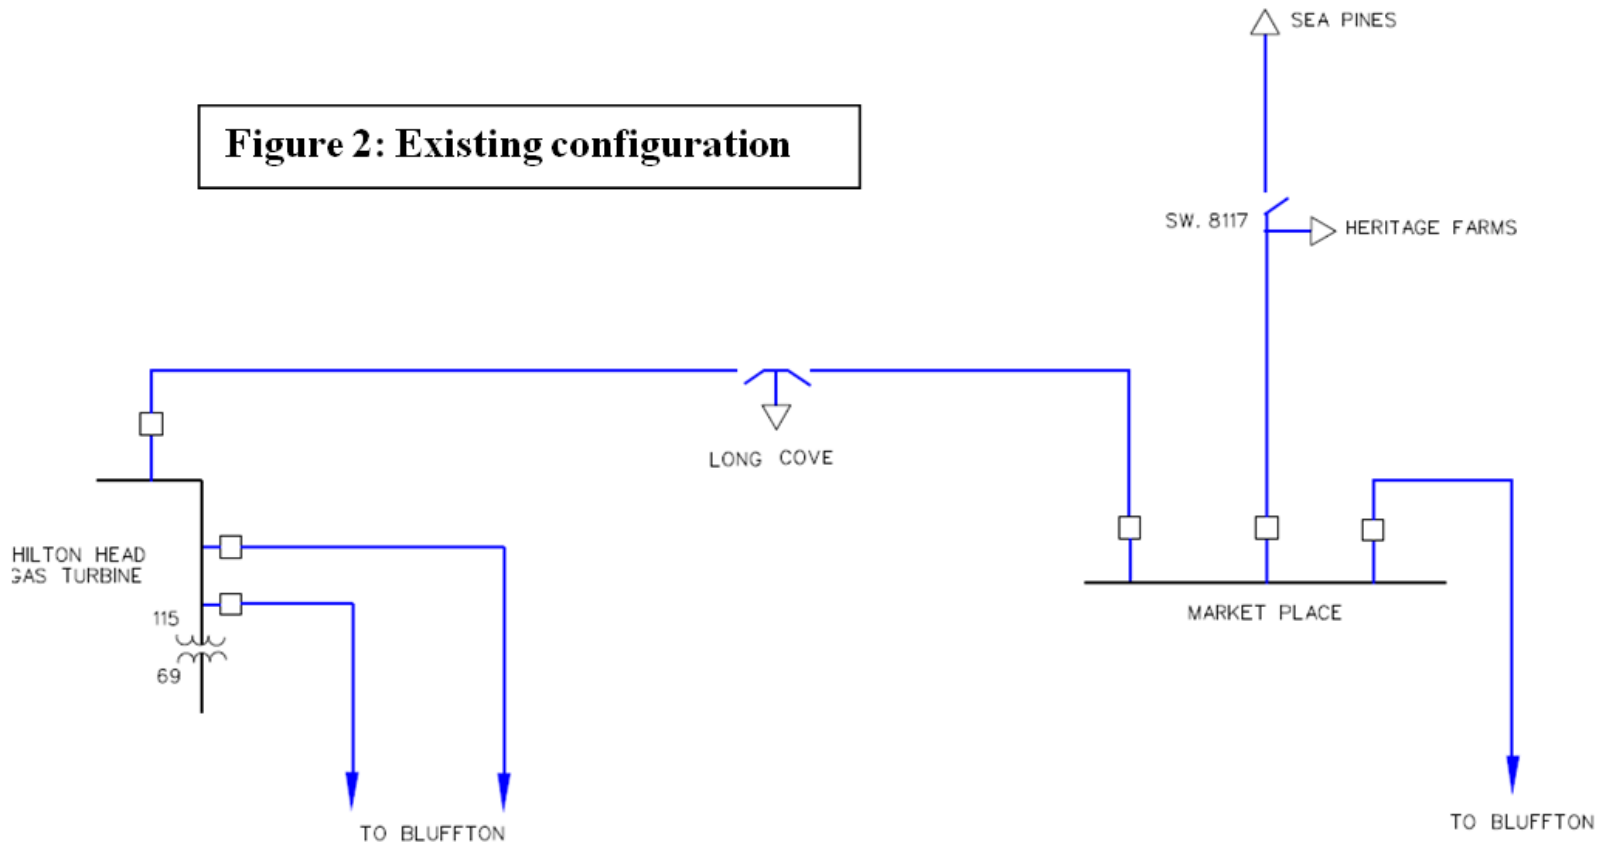 SEA PINES
Figure 2: Existing configuration
SW. 8117
HERITAGE FARMS
LONG COVE
HILTON HEAD
GAS TURBINE
115
69
MARKET PLACE
TO BLUFFTON
TO BLUFFTON